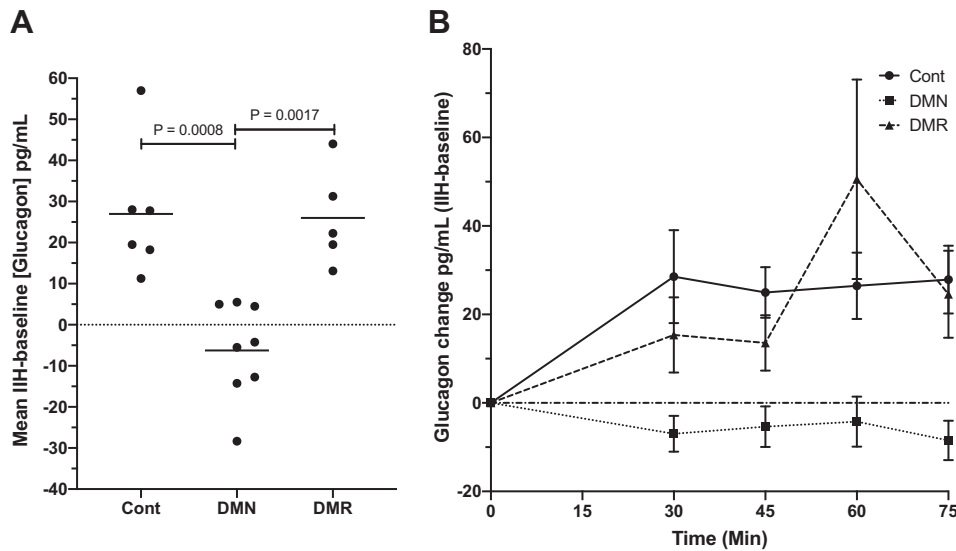 A
Mean IIH-baseline [Glucagon] pg/mL
60
50
40
30
20
10
0
-10
-20
-30
-40
P = 0.0008
P = 0.0017
Cont DMN DMR
B
Glucagon change pg/mL (IIH-baseline)
80
60
40
20
0
-20
Cont
DMN
DMR
0 15 30 45 60 75
Time (Min)